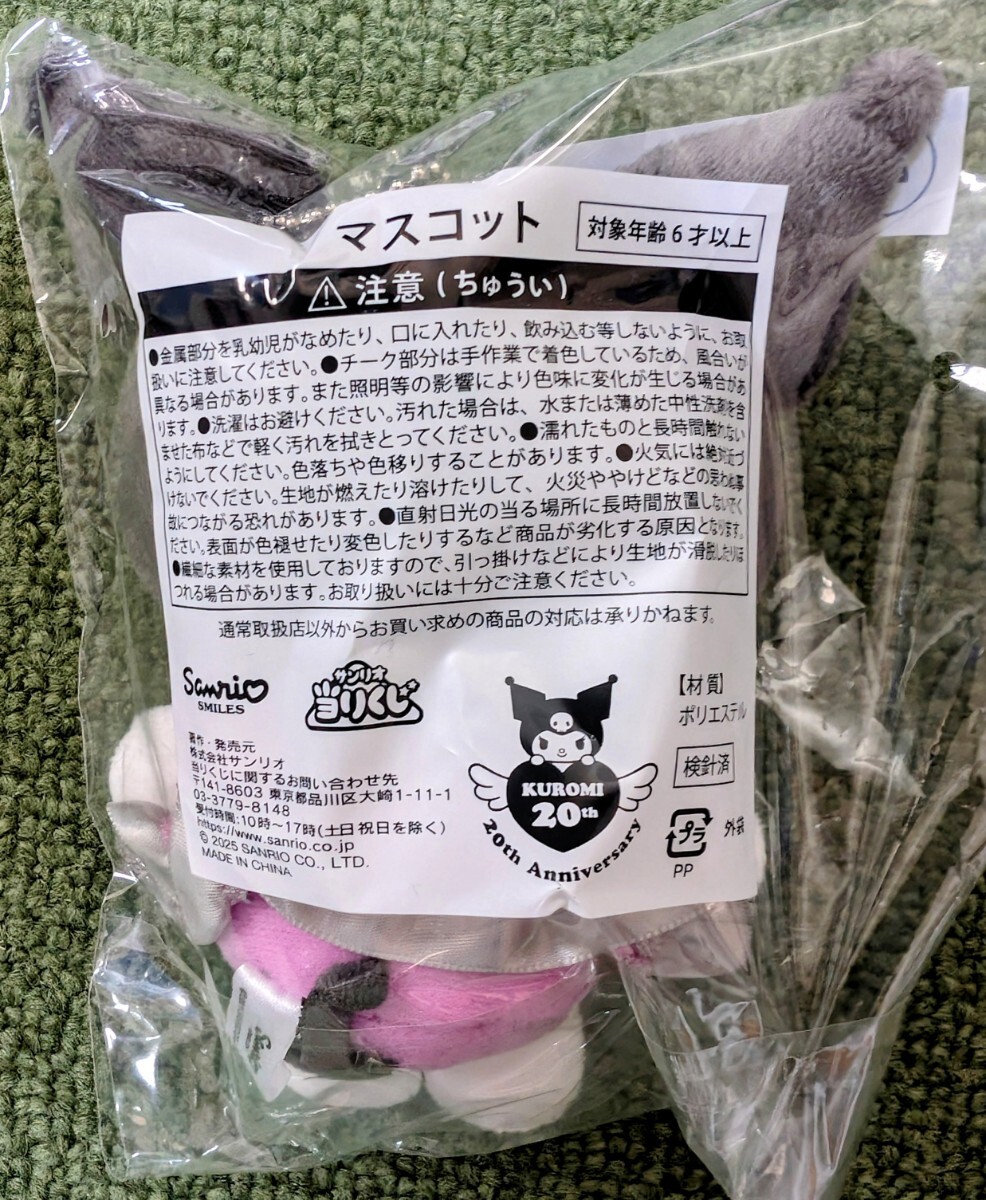 マスコット
対象年齢6才以上
注意(ちゅうい)
●金属部分を乳幼児がなめたり、口に入れたり、飲み込む等しないように、お取
扱いに注意してください。●チーク部分は手作業で着色しているため、風合いが
異なる場合があります。また照明等の影響により色味に変化が生じる場合があ
ります。●洗濯はお避けください。汚れた場合は、水または薄めた中性洗剤を含
ませた布などで軽く汚れを拭きとってください。●濡れたものと長時間触れない
ようにしてください。色落ちや色移りすることがあります。●火気には絶対近づ
けないでください。生地が燃えたり溶けたりして、火災ややけどなどの思わぬ事
故につながる恐れがあります。●直射日光の当る場所に長時間放置しないでく
ださい。表面が色褪せたり変色したりするなど商品が劣化する原因となります。
●繊細な素材を使用しておりますので、引っ掛けなどにより生地が滑脱したりほ
つれる場合があります。お取り扱いには十分ご注意ください。
通常取扱店以外からお買い求めの商品の対応は承りかねます。
Sanrio
SMILES
サンリオ
当りくじ
著作・発売元
株式会社サンリオ
当りくじに関するお問い合わせ先
〒141-8603 東京都品川区大崎1-11-1
03-3779-8148
受付時間:10時〜17時(土日祝日を除く)
https://www.sanrio.co.jp
© 2025 SANRIO CO., LTD.
MADE IN CHINA
KUROMI
20th
20th Anniversary
【材質】
ポリエステル
検針済
プラ
外袋
PP